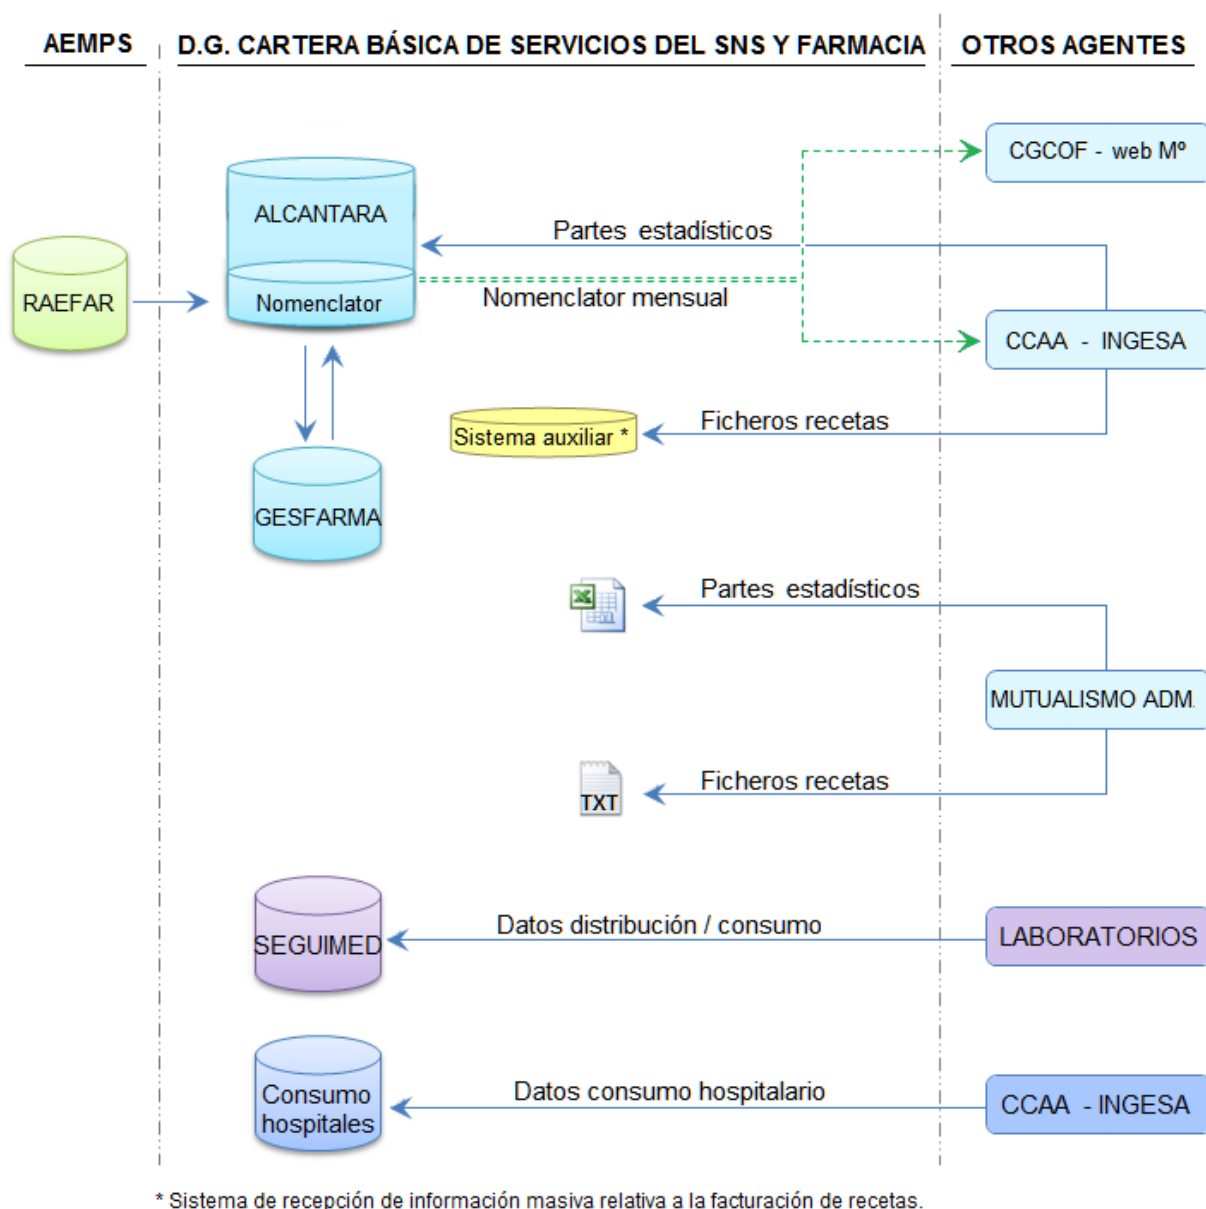 AEMPS
D.G. CARTERA BÁSICA DE SERVICIOS DEL SNS Y FARMACIA
OTROS AGENTES
CGCOF - web Mº
ALCANTARA
Partes estadísticos
RAEFAR
Nomenclator
Nomenclator mensual
CCAA - INGESA
Ficheros recetas
Sistema auxiliar *
GESFARMA
Partes estadísticos
MUTUALISMO ADM.
Ficheros recetas
TXT
SEGUIMED
Datos distribución / consumo
LABORATORIOS
Consumo
hospitales
Datos consumo hospitalario
CCAA - INGESA
* Sistema de recepción de información masiva relativa a la facturación de recetas.